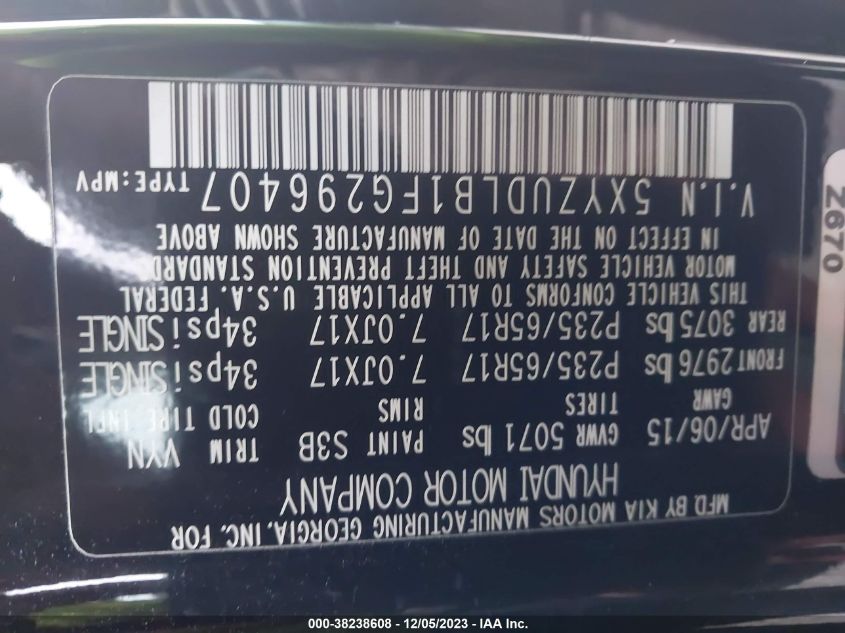 MFD. BY KIA MOTORS MANUFACTURING GEORGIA, INC. FOR
HYUNDAI MOTOR COMPANY
APR/06/15 GVWR 5071 lbs PAINT S3B TRIM VYN
GAWR TIRES RIMS COLD TIRE INFL
FRONT 2976 lbs P235/65R17 7.0JX17 34psi SINGLE
REAR 3075 lbs P235/65R17 7.0JX17 34psi SINGLE
THIS VEHICLE CONFORMS TO ALL APPLICABLE U.S.A. FEDERAL
MOTOR VEHICLE SAFETY AND THEFT PREVENTION STANDARD
IN EFFECT ON THE DATE OF MANUFACTURE SHOWN ABOVE
V.I.N 5XYZUDLB1FG296407 TYPE:MPV
2670
000-38238608 - 12/05/2023 - IAA Inc.